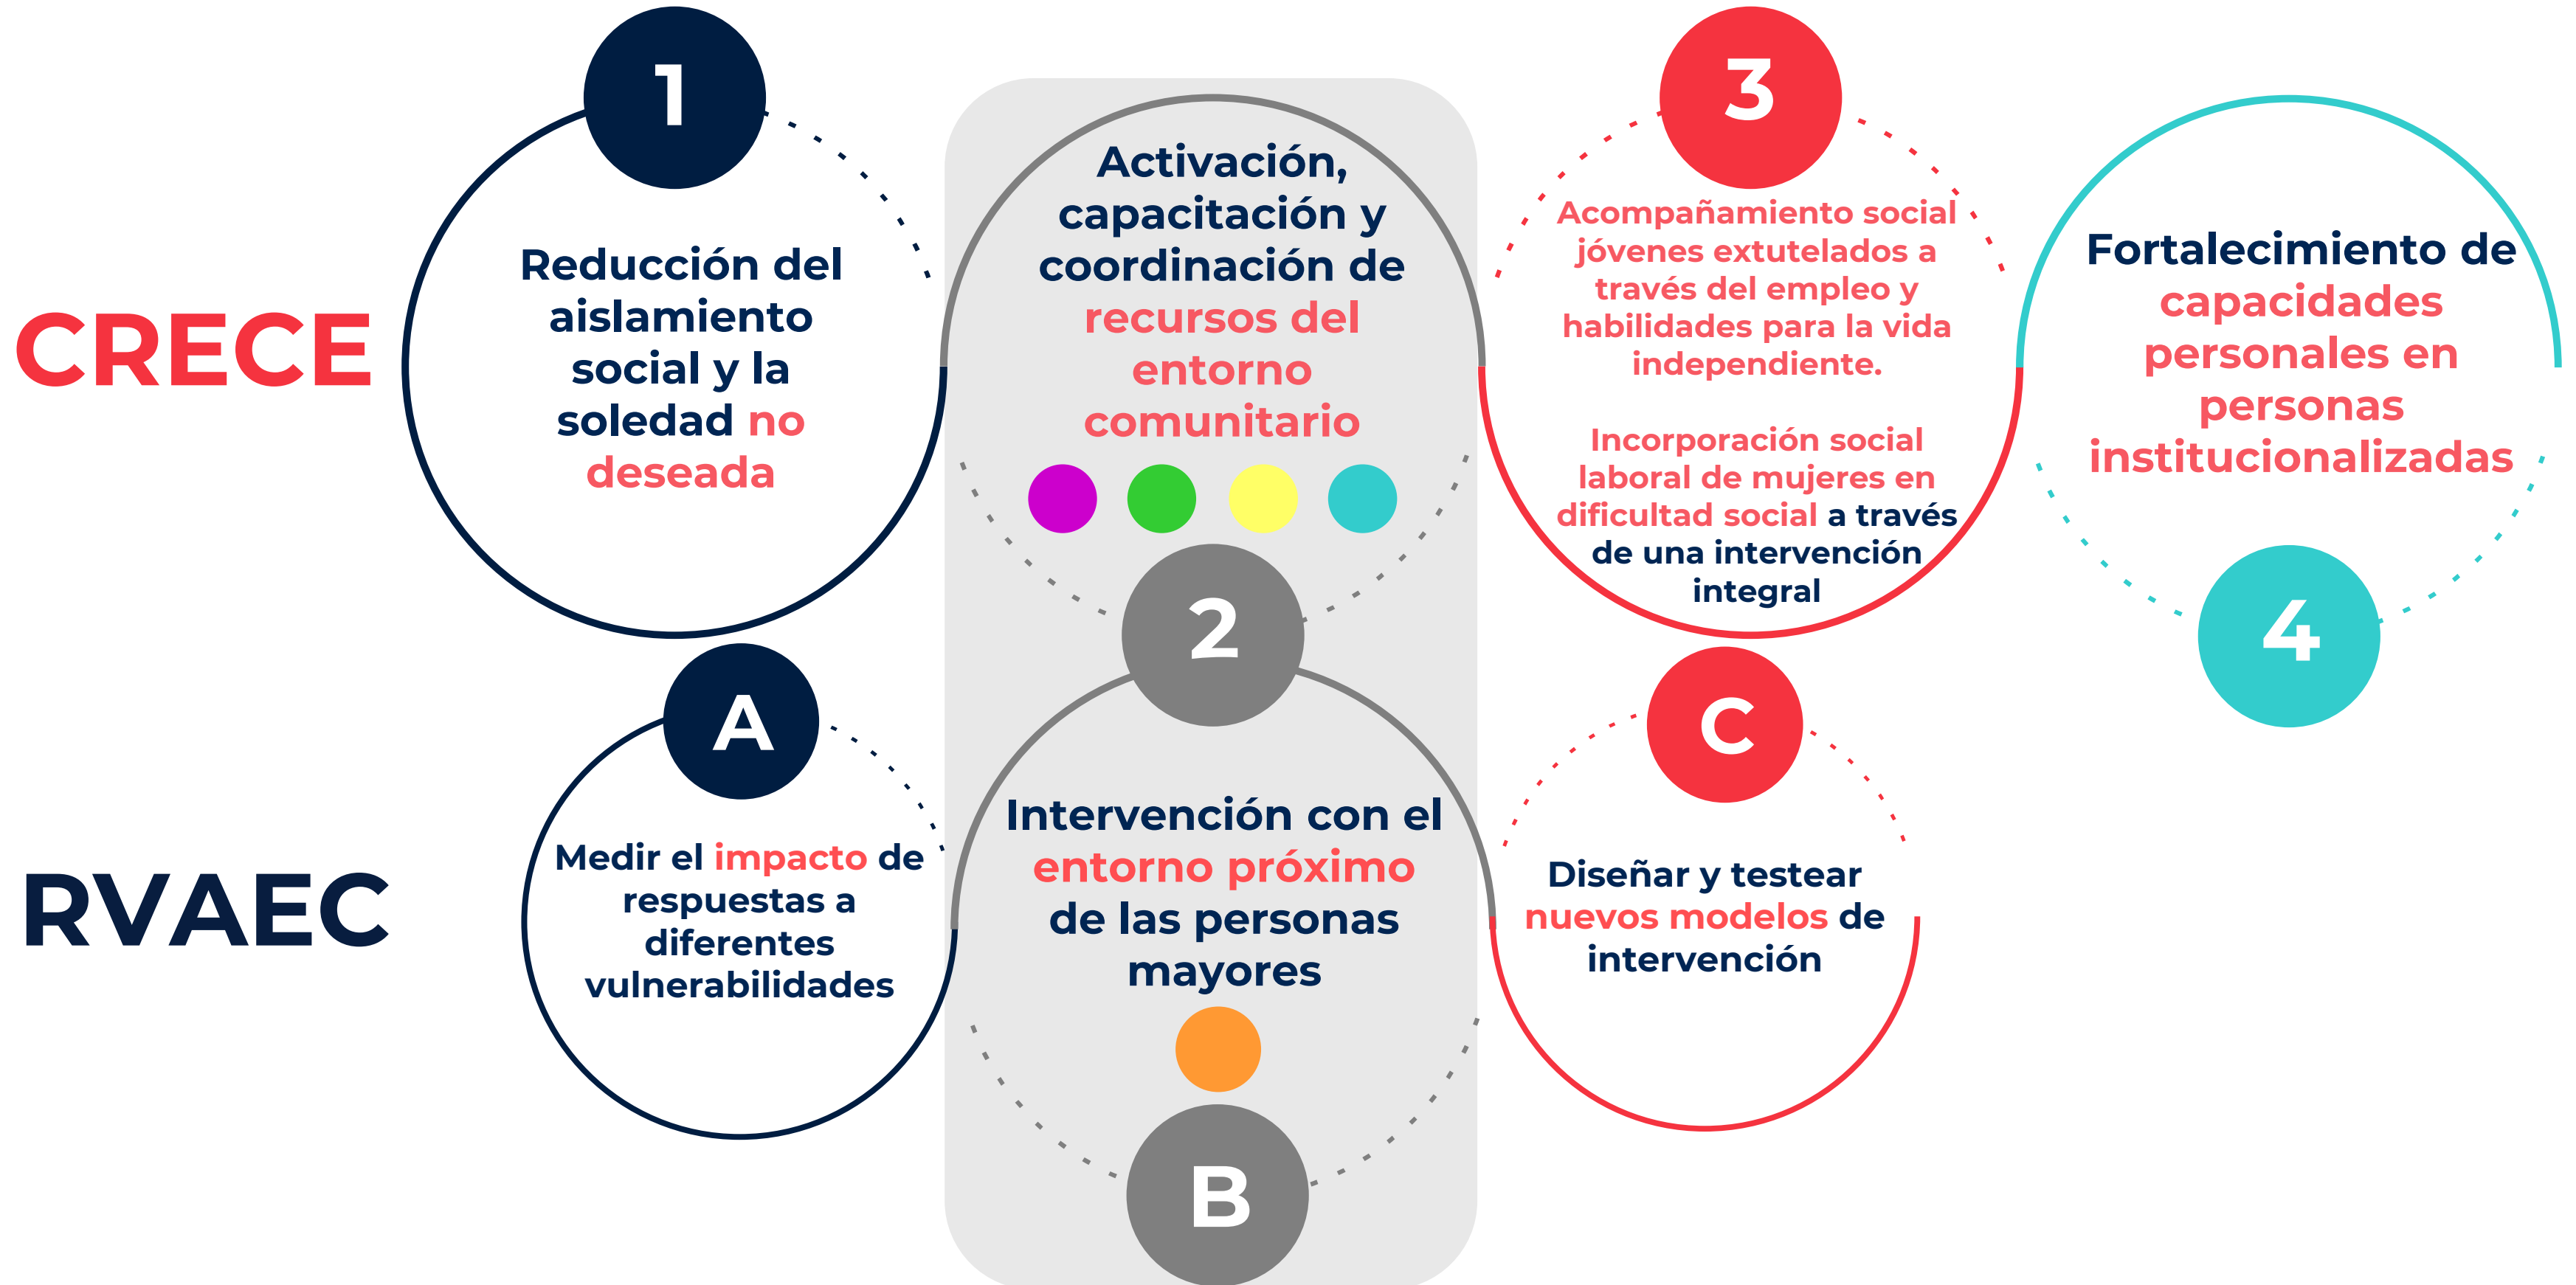 CRECE
1
Reducción del
aislamiento
social y la
soledad no
deseada
Activación,
capacitación y
coordinación de
recursos del
entorno
comunitario
2
3
Acompañamiento social
jóvenes extutelados a
través del empleo y
habilidades para la vida
independiente.
Incorporación social
laboral de mujeres en
dificultad social a través
de una intervención
integral
Fortalecimiento de
capacidades
personales en
personas
institucionalizadas
4
RVAEC
A
Medir el impacto de
respuestas a
diferentes
vulnerabilidades
Intervención con el
entorno próximo
de las personas
mayores
B
C
Diseñar y testear
nuevos modelos de
intervención